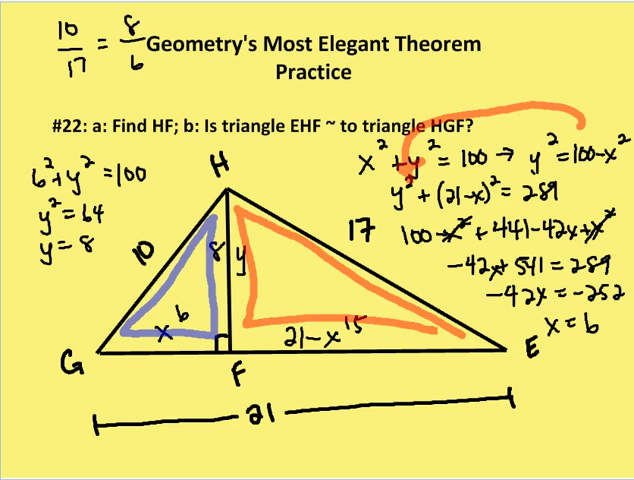 10/17 = 8/6
Geometry's Most Elegant Theorem
Practice
#22: a: Find HF; b: Is triangle EHF ~ to triangle HGF?
6² + y² = 100
y² = 64
y = 8
x² + y² = 100 → y² = 100-x²
y² + (21-x)² = 289
100-x² + 441-42x+x²
-42x+541 = 289
-42x = -252
x = 6
H
10
8
y
17
x
6
21-x
15
G
F
E
21